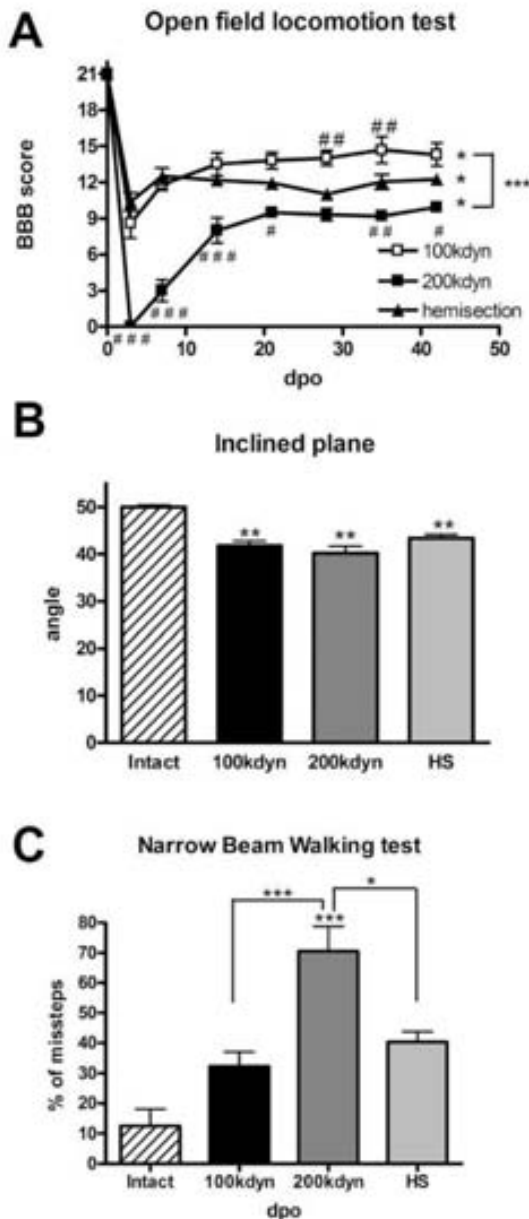 A
Open field locomotion test
BBB score
21
18
15
12
9
6
3
0
##
##
*
*
*
***
# # #
# # #
# # #
#
##
#
100kdyn
200kdyn
hemisection
0 10 20 30 40 50
dpo
B
Inclined plane
angle
50
40
30
20
10
0
**
**
**
Intact 100kdyn 200kdyn HS
C
Narrow Beam Walking test
% of missteps
80
70
60
50
40
30
20
10
0
***
*
***
Intact 100kdyn 200kdyn HS
dpo